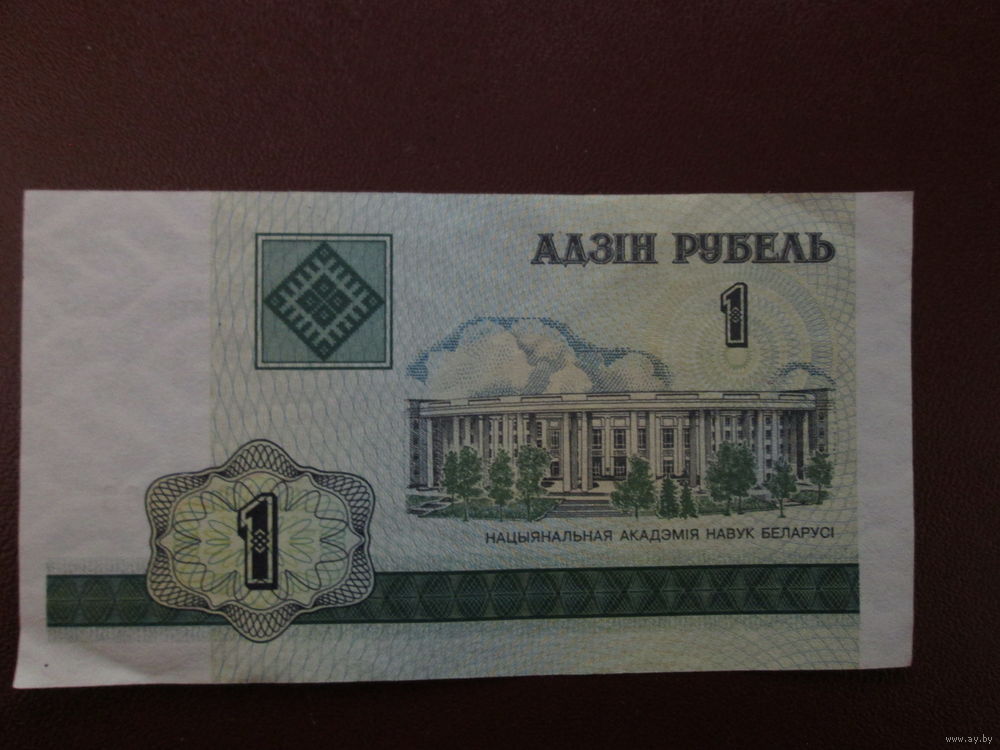 АДЗІН РУБЕЛЬ
1
НАЦЫЯНАЛЬНАЯ АКАДЭМІЯ НАВУК БЕЛАРУСІ
1
www.ay.by